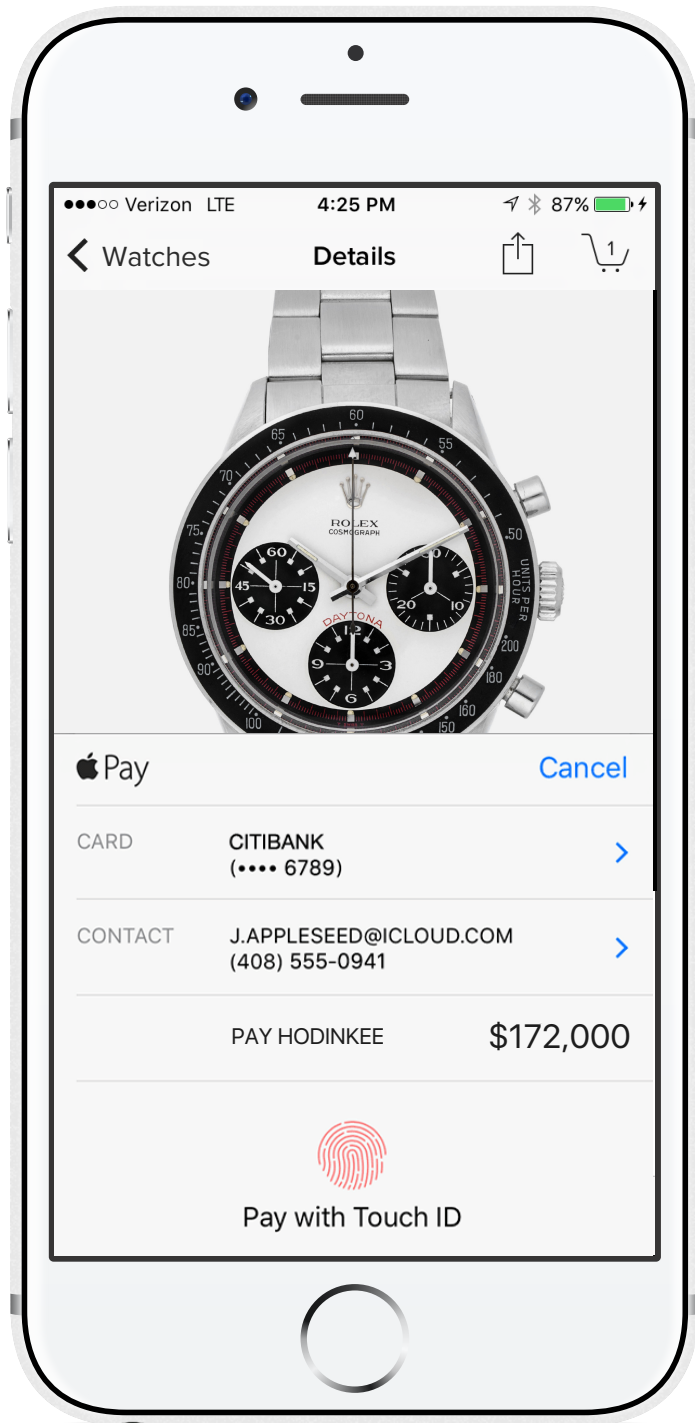 Verizon LTE 4:25 PM 87%
Watches Details 1
60
65 55
70
ROLEX
COSMOGRAPH
75 50
UNITS PER
HOUR
60
80 45 15 20 10
30
DAYTONA
12
85 9 3 200
6
90 180
160
100 150
Pay Cancel
CARD CITIBANK
(•••• 6789)
CONTACT J.APPLESEED@ICLOUD.COM
(408) 555-0941
PAY HODINKEE $172,000
Pay with Touch ID